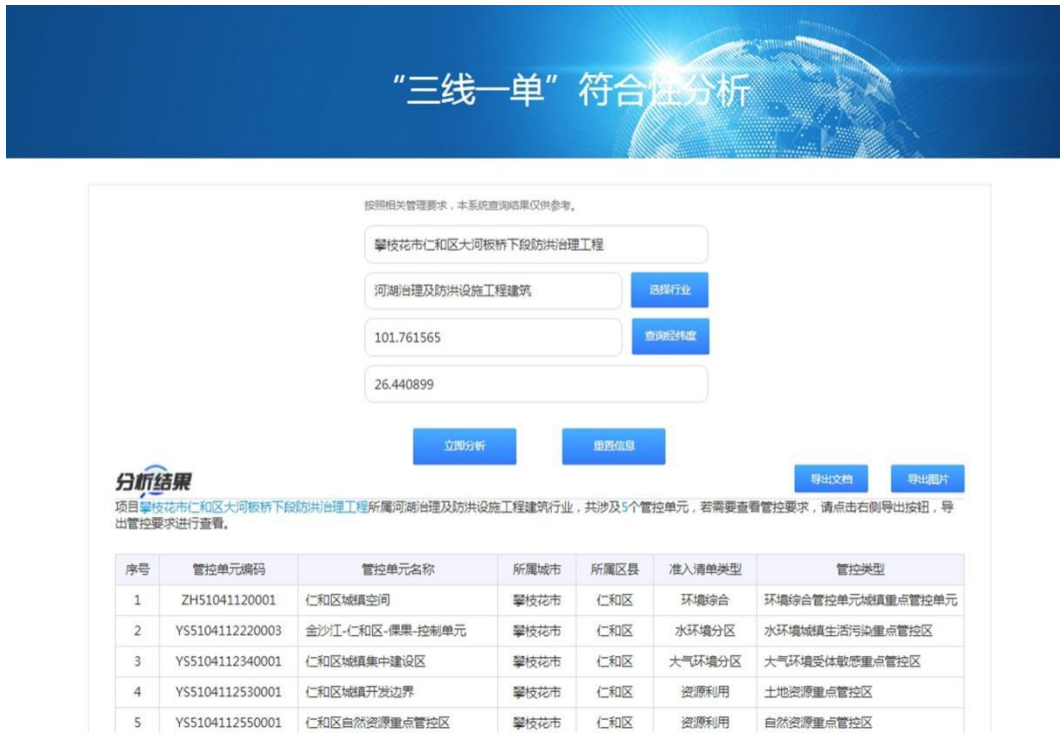 “三线一单”符合性分析
按照相关管理要求，本系统查询结果仅供参考。
攀枝花市仁和区大河板桥下段防洪治理工程
河湖治理及防洪设施工程建筑 选择行业
101.761565 查询经纬度
26.440899
立即分析 重置信息
分析结果 导出文档 导出图片
项目攀枝花市仁和区大河板桥下段防洪治理工程所属河湖治理及防洪设施工程建筑行业，共涉及5个管控单元，若需要查看管控要求，请点击右侧导出按钮，导
出管控要求进行查看。
序号 管控单元编码 管控单元名称 所属城市 所属区县 准入清单类型 管控类型
1 ZH51041120001 仁和区城镇空间 攀枝花市 仁和区 环境综合 环境综合管控单元城镇重点管控单元
2 YS5104112220003 金沙江-仁和区-倮果-控制单元 攀枝花市 仁和区 水环境分区 水环境城镇生活污染重点管控区
3 YS5104112340001 仁和区城镇集中建设区 攀枝花市 仁和区 大气环境分区 大气环境受体敏感重点管控区
4 YS5104112530001 仁和区城镇开发边界 攀枝花市 仁和区 资源利用 土地资源重点管控区
5 YS5104112550001 仁和区自然资源重点管控区 攀枝花市 仁和区 资源利用 自然资源重点管控区